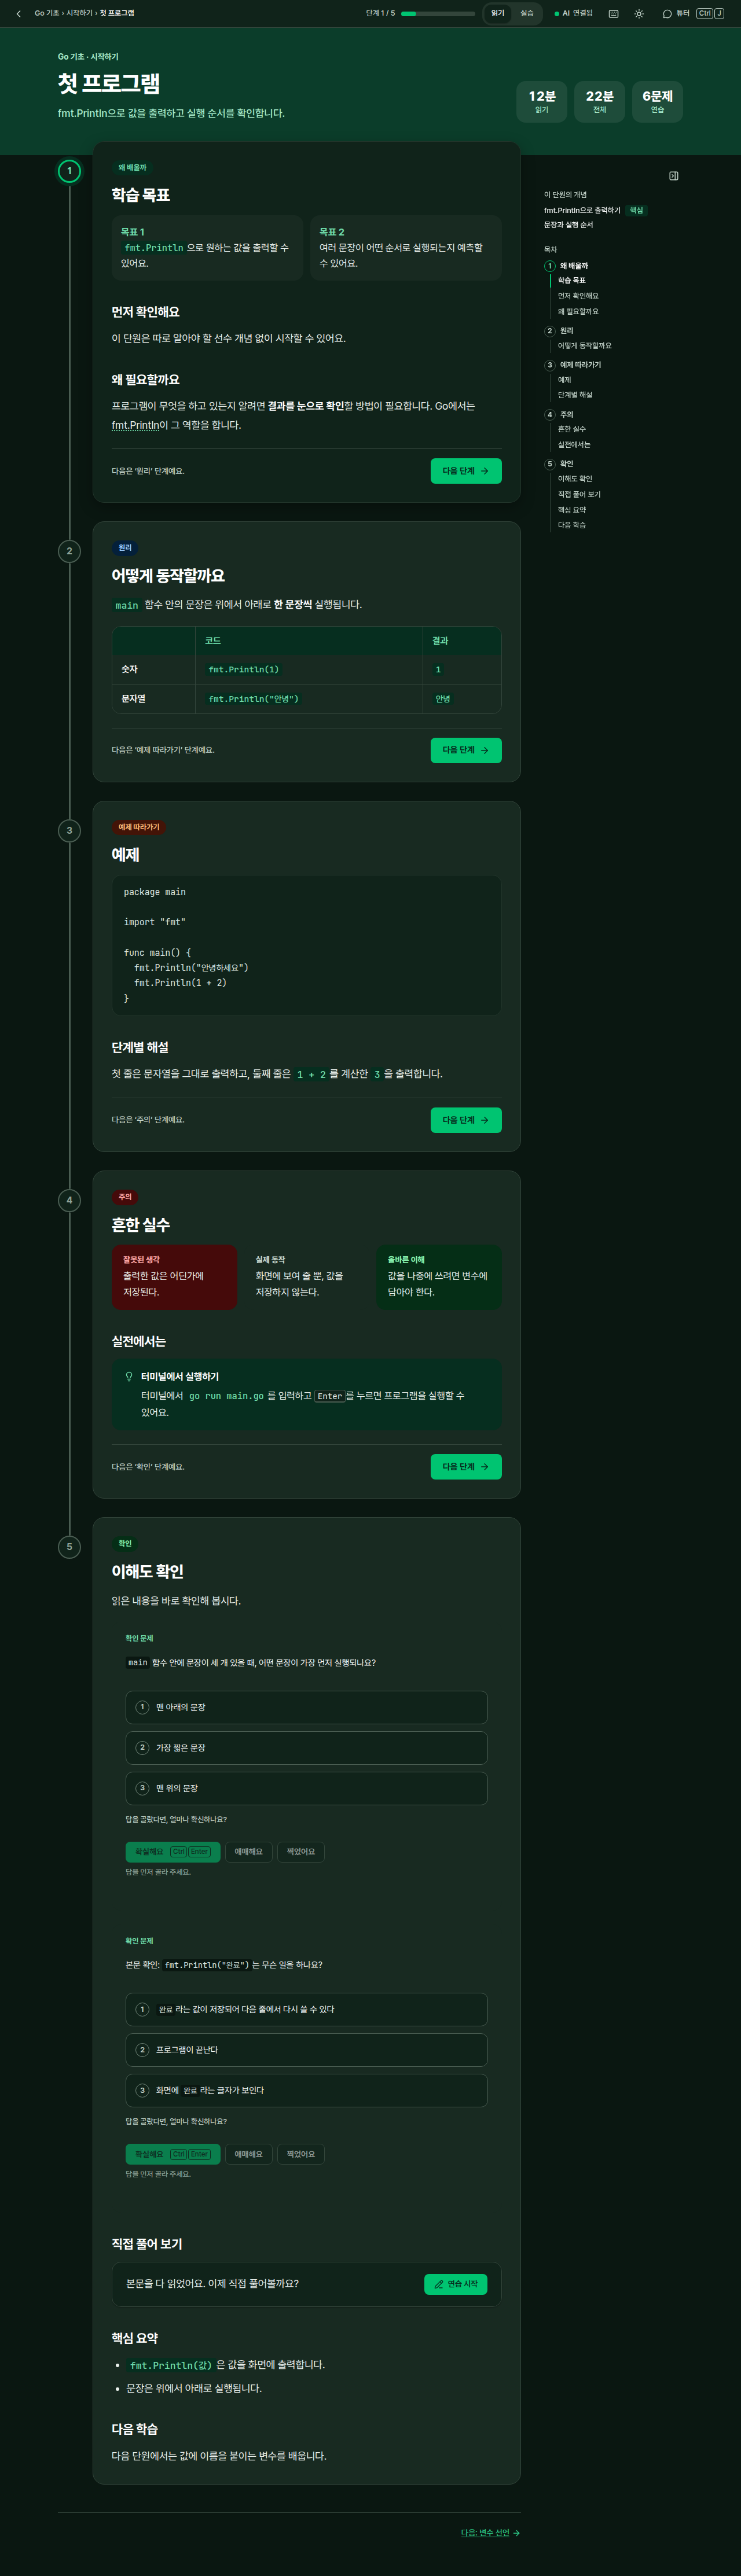 Go 기초 › 시작하기 › 첫 프로그램
단계 1 / 5
읽기
실습
AI 연결됨
튜터 Ctrl J
Go 기초 · 시작하기
첫 프로그램
fmt.Println으로 값을 출력하고 실행 순서를 확인합니다.
12분
읽기
22분
전체
6문제
연습
1
왜 배울까
학습 목표
목표 1
fmt.Println으로 원하는 값을 출력할 수
있어요.
목표 2
여러 문장이 어떤 순서로 실행되는지 예측할
수 있어요.
먼저 확인해요
이 단원은 따로 알아야 할 선수 개념 없이 시작할 수 있어요.
왜 필요할까요
프로그램이 무엇을 하고 있는지 알려면 결과를 눈으로 확인할 방법이 필요합니다. Go에서는
fmt.Println이 그 역할을 합니다.
다음은 '원리' 단계예요.
다음 단계
이 단원의 개념
fmt.Println으로 출력하기 핵심
문장과 실행 순서
목차
1 왜 배울까
학습 목표
먼저 확인해요
왜 필요할까요
2 원리
어떻게 동작할까요
3 예제 따라가기
예제
단계별 해설
4 주의
흔한 실수
실전에서는
5 확인
이해도 확인
직접 풀어 보기
핵심 요약
다음 학습
2
원리
어떻게 동작할까요
main 함수 안의 문장은 위에서 아래로 한 문장씩 실행됩니다.
코드 결과
숫자 fmt.Println(1) 1
문자열 fmt.Println("안녕") 안녕
다음은 '예제 따라가기' 단계예요.
다음 단계
3
예제 따라가기
예제
package main
import "fmt"
func main() {
fmt.Println("안녕하세요")
fmt.Println(1 + 2)
}
단계별 해설
첫 줄은 문자열을 그대로 출력하고, 둘째 줄은 1 + 2를 계산한 3을 출력합니다.
다음은 '주의' 단계예요.
다음 단계
4
주의
흔한 실수
잘못된 생각
출력한 값은 어딘가에
저장된다.
실제 동작
화면에 보여 줄 뿐, 값을
저장하지 않는다.
올바른 이해
값을 나중에 쓰려면 변수에
담아야 한다.
실전에서는
터미널에서 실행하기
터미널에서 go run main.go를 입력하고 Enter를 누르면 프로그램을 실행할 수
있어요.
다음은 '확인' 단계예요.
다음 단계
5
확인
이해도 확인
읽은 내용을 바로 확인해 봅시다.
확인 문제
main 함수 안에 문장이 세 개 있을 때, 어떤 문장이 가장 먼저 실행되나요?
1 맨 아래의 문장
2 가장 짧은 문장
3 맨 위의 문장
답을 골랐다면, 얼마나 확신하나요?
확실해요 Ctrl Enter
애매해요
찍었어요
답을 먼저 골라 주세요.
확인 문제
본문 확인: fmt.Println("완료")는 무슨 일을 하나요?
1 완료라는 값이 저장되어 다음 줄에서 다시 쓸 수 있다
2 프로그램이 끝난다
3 화면에 완료라는 글자가 보인다
답을 골랐다면, 얼마나 확신하나요?
확실해요 Ctrl Enter
애매해요
찍었어요
답을 먼저 골라 주세요.
직접 풀어 보기
본문을 다 읽었어요. 이제 직접 풀어볼까요?
연습 시작
핵심 요약
• fmt.Println(값)은 값을 화면에 출력합니다.
• 문장은 위에서 아래로 실행됩니다.
다음 학습
다음 단원에서는 값에 이름을 붙이는 변수를 배웁니다.
다음: 변수 선언 →